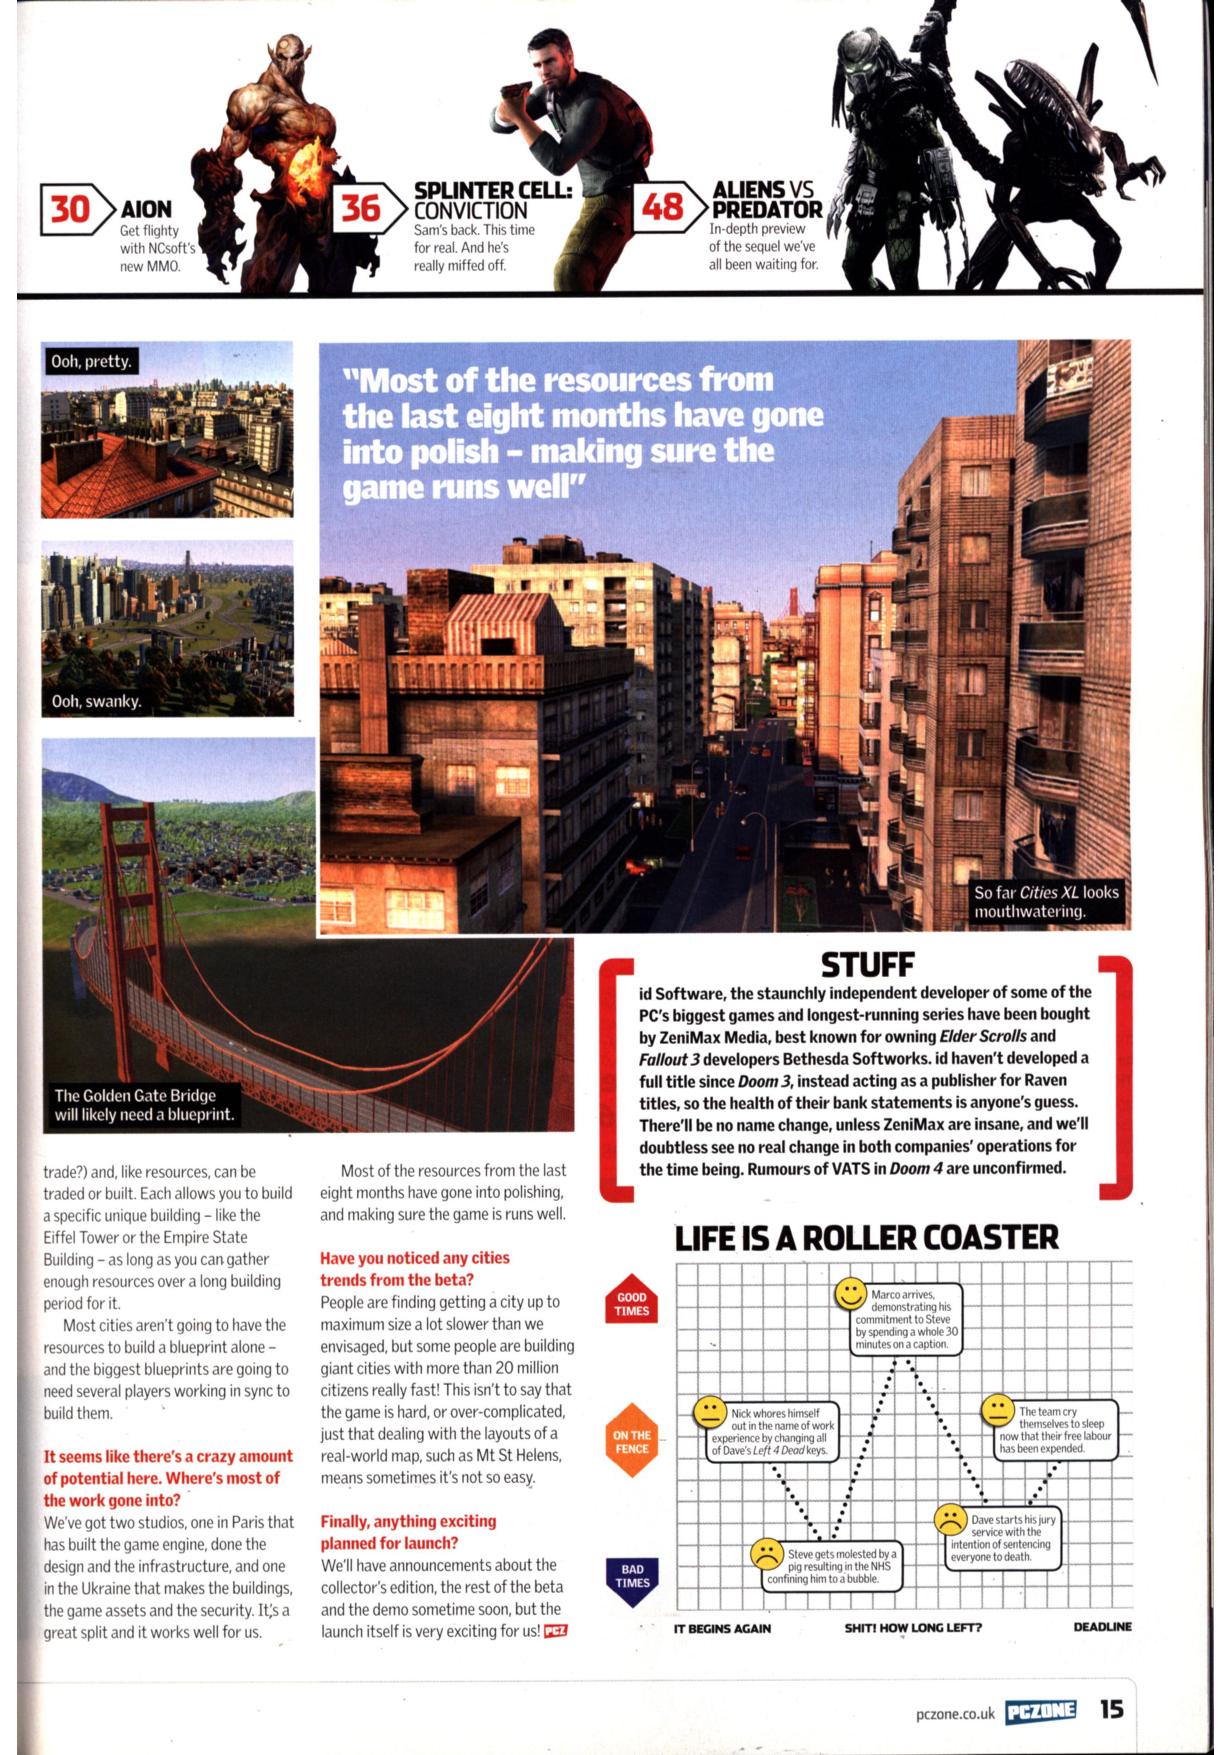 30
AION
Get flighty
with NCsoft's
new MMO.
36
SPLINTER CELL:
CONVICTION
Sam's back. This time
for real. And he's
really miffed off.
48
ALIENS VS
PREDATOR
In-depth preview
of the sequel we've
all been waiting for.
Ooh, pretty.
Ooh, swanky.
"Most of the resources from
the last eight months have gone
into polish – making sure the
game runs well"
So far Cities XL looks
mouthwatering.
The Golden Gate Bridge
will likely need a blueprint.
trade?) and, like resources, can be
traded or built. Each allows you to build
a specific unique building – like the
Eiffel Tower or the Empire State
Building – as long as you can gather
enough resources over a long building
period for it.
Most cities aren't going to have the
resources to build a blueprint alone –
and the biggest blueprints are going to
need several players working in sync to
build them.
It seems like there's a crazy amount
of potential here. Where's most of
the work gone into?
We've got two studios, one in Paris that
has built the game engine, done the
design and the infrastructure, and one
in the Ukraine that makes the buildings,
the game assets and the security. It's a
great split and it works well for us.
Most of the resources from the last
eight months have gone into polishing,
and making sure the game is runs well.
Have you noticed any cities
trends from the beta?
People are finding getting a city up to
maximum size a lot slower than we
envisaged, but some people are building
giant cities with more than 20 million
citizens really fast! This isn't to say that
the game is hard, or over-complicated,
just that dealing with the layouts of a
real-world map, such as Mt St Helens,
means sometimes it's not so easy.
Finally, anything exciting
planned for launch?
We'll have announcements about the
collector's edition, the rest of the beta
and the demo sometime soon, but the
launch itself is very exciting for us! PCZ
STUFF
id Software, the staunchly independent developer of some of the
PC's biggest games and longest-running series have been bought
by ZeniMax Media, best known for owning Elder Scrolls and
Fallout 3 developers Bethesda Softworks. id haven't developed a
full title since Doom 3, instead acting as a publisher for Raven
titles, so the health of their bank statements is anyone's guess.
There'll be no name change, unless ZeniMax are insane, and we'll
doubtless see no real change in both companies' operations for
the time being. Rumours of VATS in Doom 4 are unconfirmed.
LIFE IS A ROLLER COASTER
GOOD
TIMES
ON THE
FENCE
BAD
TIMES
Nick whores himself
out in the name of work
experience by changing all
of Dave's Left 4 Dead keys.
Steve gets molested by a
pig resulting in the NHS
confining him to a bubble.
Marco arrives,
demonstrating his
commitment to Steve
by spending a whole 30
minutes on a caption.
Dave starts his jury
service with the
intention of sentencing
everyone to death.
The team cry
themselves to sleep
now that their free labour
has been expended.
IT BEGINS AGAIN
SHIT! HOW LONG LEFT?
DEADLINE
pczone.co.uk PCZONE 15